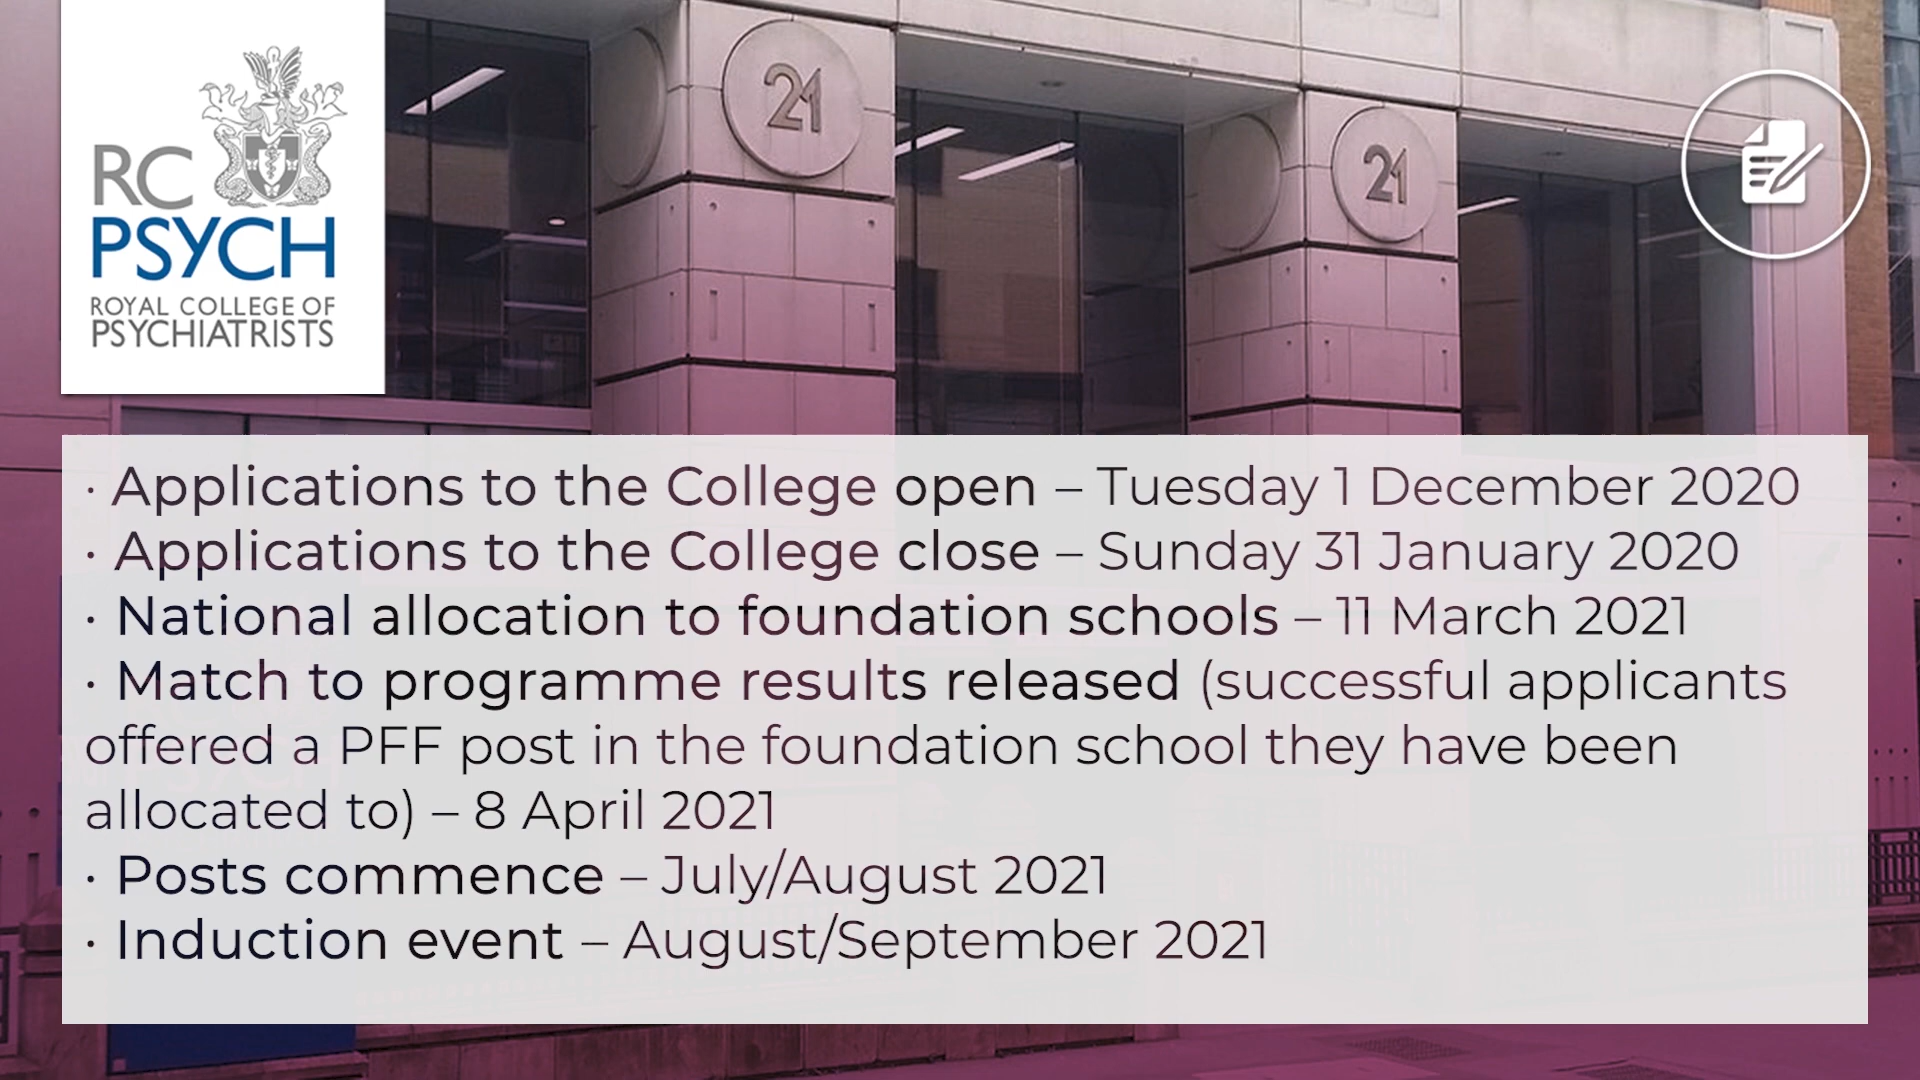 RC
PSYCH
ROYAL COLLEGE OF
PSYCHIATRISTS
21
21
· Applications to the College open – Tuesday 1 December 2020
· Applications to the College close – Sunday 31 January 2020
· National allocation to foundation schools – 11 March 2021
· Match to programme results released (successful applicants
offered a PFF post in the foundation school they have been
allocated to) – 8 April 2021
· Posts commence – July/August 2021
· Induction event – August/September 2021